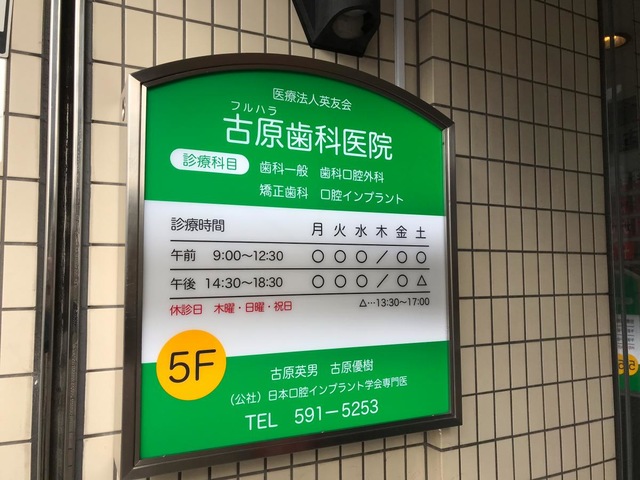 医療法人英友会
フルハラ
古原歯科医院
診療科目 歯科一般 歯科口腔外科
矯正歯科 口腔インプラント
診療時間 月 火 水 木 金 土
午前 9:00〜12:30 ○ ○ ○ / ○ ○
午後 14:30〜18:30 ○ ○ ○ / ○ △
休診日 木曜・日曜・祝日 △…13:30〜17:00
5F
古原英男 古原優樹
（公社）日本口腔インプラント学会専門医
TEL 591-5253